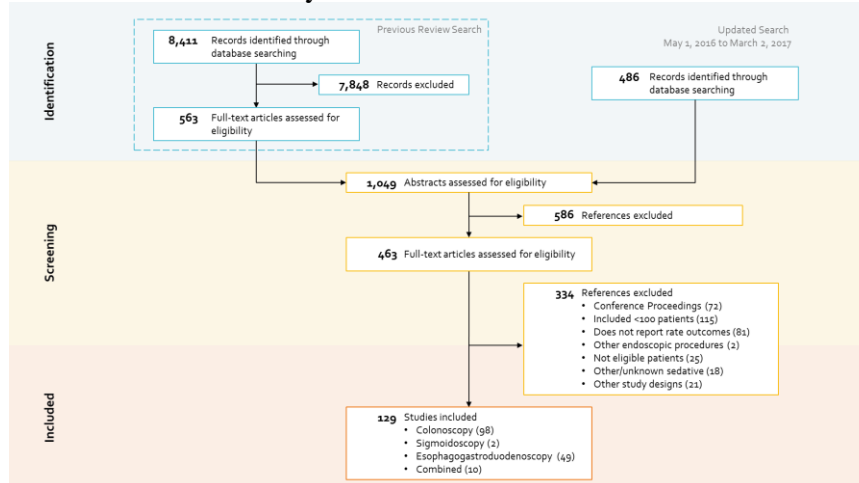 Previous Review Search
Updated Search
May 1, 2016 to March 2, 2017
Identification
8,411 Records identified through
database searching
7,848 Records excluded
486 Records identified through
database searching
563 Full-text articles assessed for
eligibility
1,049 Abstracts assessed for eligibility
586 References excluded
Screening
463 Full-text articles assessed for eligibility
334 References excluded
• Conference Proceedings (72)
• Included <100 patients (115)
• Does not report rate outcomes (81)
• Other endoscopic procedures (2)
• Not eligible patients (25)
• Other/unknown sedative (18)
• Other study designs (21)
Included
129 Studies included
• Colonoscopy (98)
• Sigmoidoscopy (2)
• Esophagogastroduodenoscopy (49)
• Combined (10)